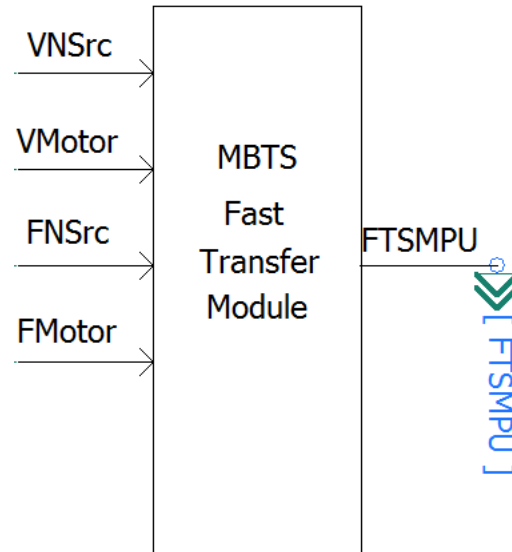 VNSrc
VMotor
FNSrc
FMotor
MBTS
Fast
Transfer
Module
FTSMPU
[ FTSMPU ]